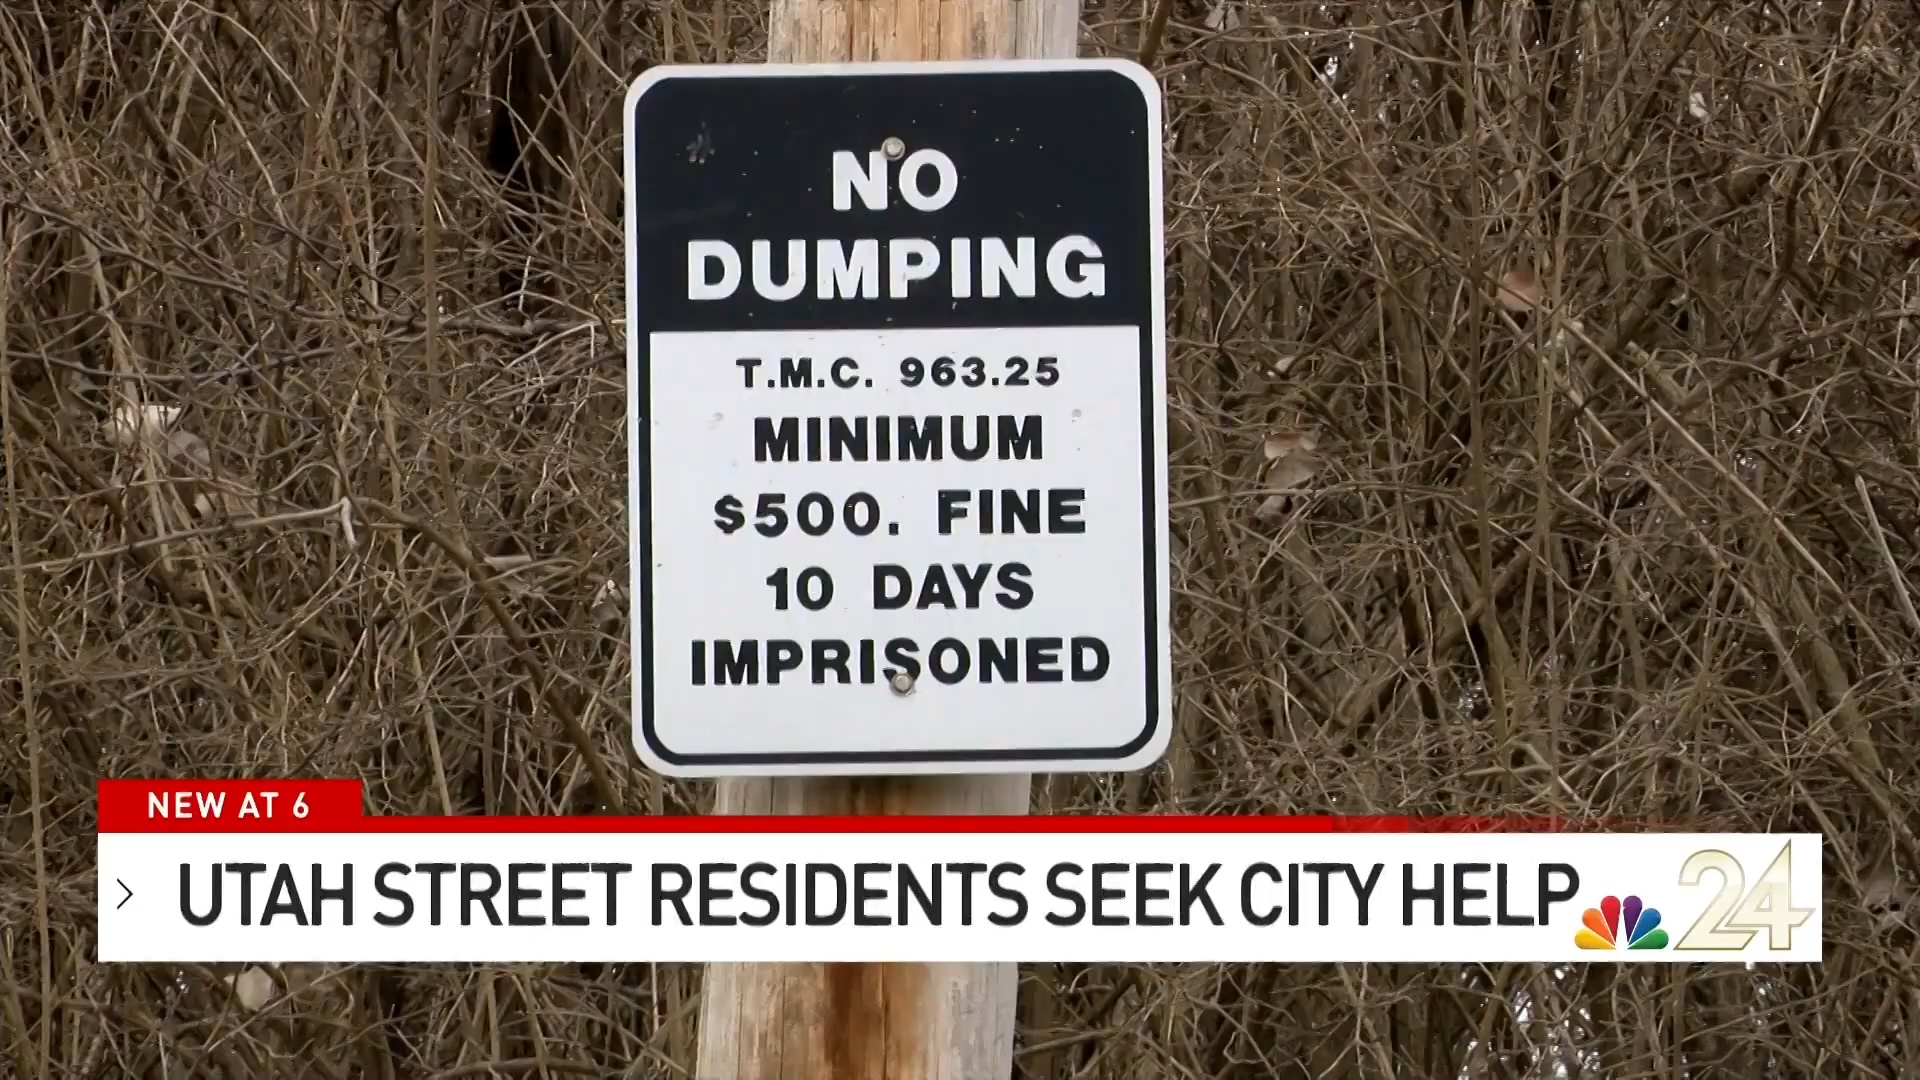 NO
DUMPING
T.M.C. 963.25
MINIMUM
$500. FINE
10 DAYS
IMPRISONED
NEW AT 6
> UTAH STREET RESIDENTS SEEK CITY HELP
24